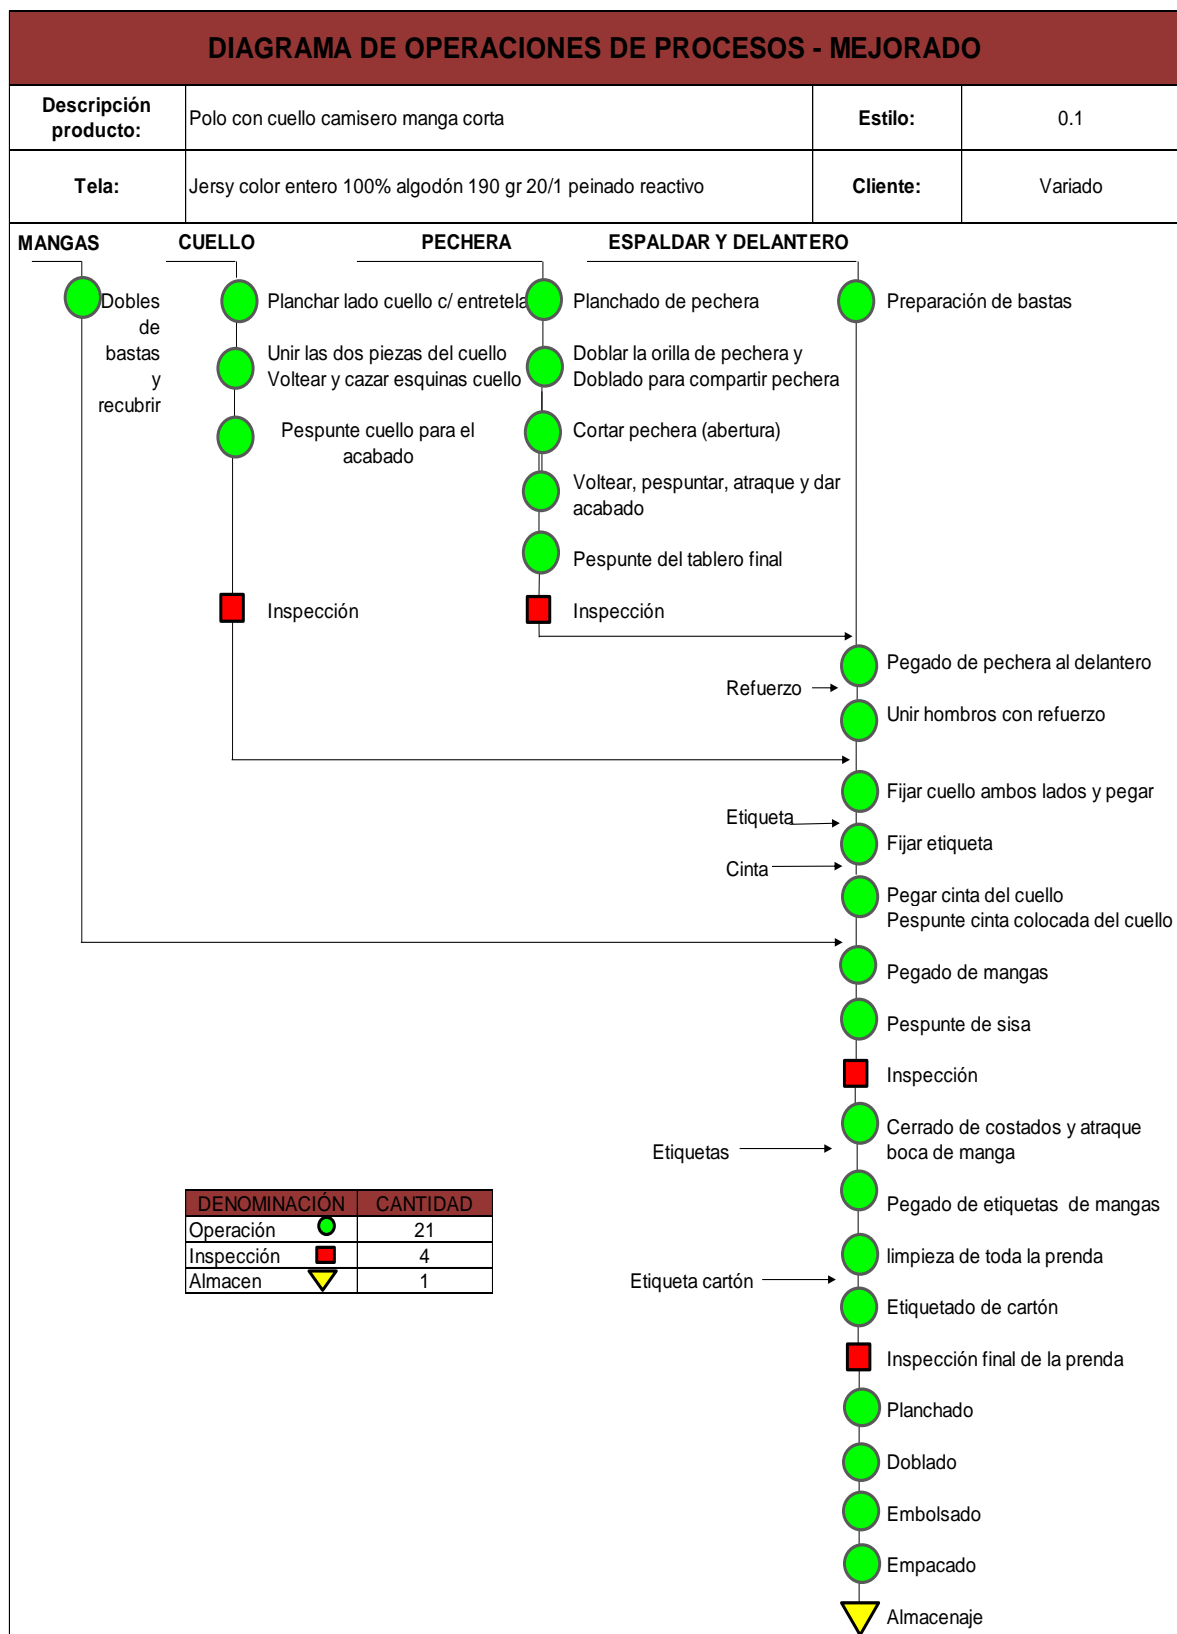 DIAGRAMA DE OPERACIONES DE PROCESOS - MEJORADO
Descripción
producto:
Polo con cuello camisero manga corta
Estilo:
0.1
Tela:
Jersy color entero 100% algodón 190 gr 20/1 peinado reactivo
Cliente:
Variado
MANGAS
CUELLO
PECHERA
ESPALDAR Y DELANTERO
Dobles
de
bastas
y
recubrir
Planchar lado cuello c/ entretela
Unir las dos piezas del cuello
Voltear y cazar esquinas cuello
Pespunte cuello para el
acabado
Inspección
Planchado de pechera
Doblar la orilla de pechera y
Doblado para compartir pechera
Cortar pechera (abertura)
Voltear, pespuntar, atraque y dar
acabado
Pespunte del tablero final
Inspección
Preparación de bastas
Pegado de pechera al delantero
Refuerzo
Unir hombros con refuerzo
Fijar cuello ambos lados y pegar
Etiqueta
Fijar etiqueta
Cinta
Pegar cinta del cuello
Pespunte cinta colocada del cuello
Pegado de mangas
Pespunte de sisa
Inspección
Cerrado de costados y atraque
boca de manga
Etiquetas
Pegado de etiquetas  de mangas
limpieza de toda la prenda
Etiqueta cartón
Etiquetado de cartón
Inspección final de la prenda
Planchado
Doblado
Embolsado
Empacado
Almacenaje
DENOMINACIÓN CANTIDAD
Operación 21
Inspección 4
Almacen 1